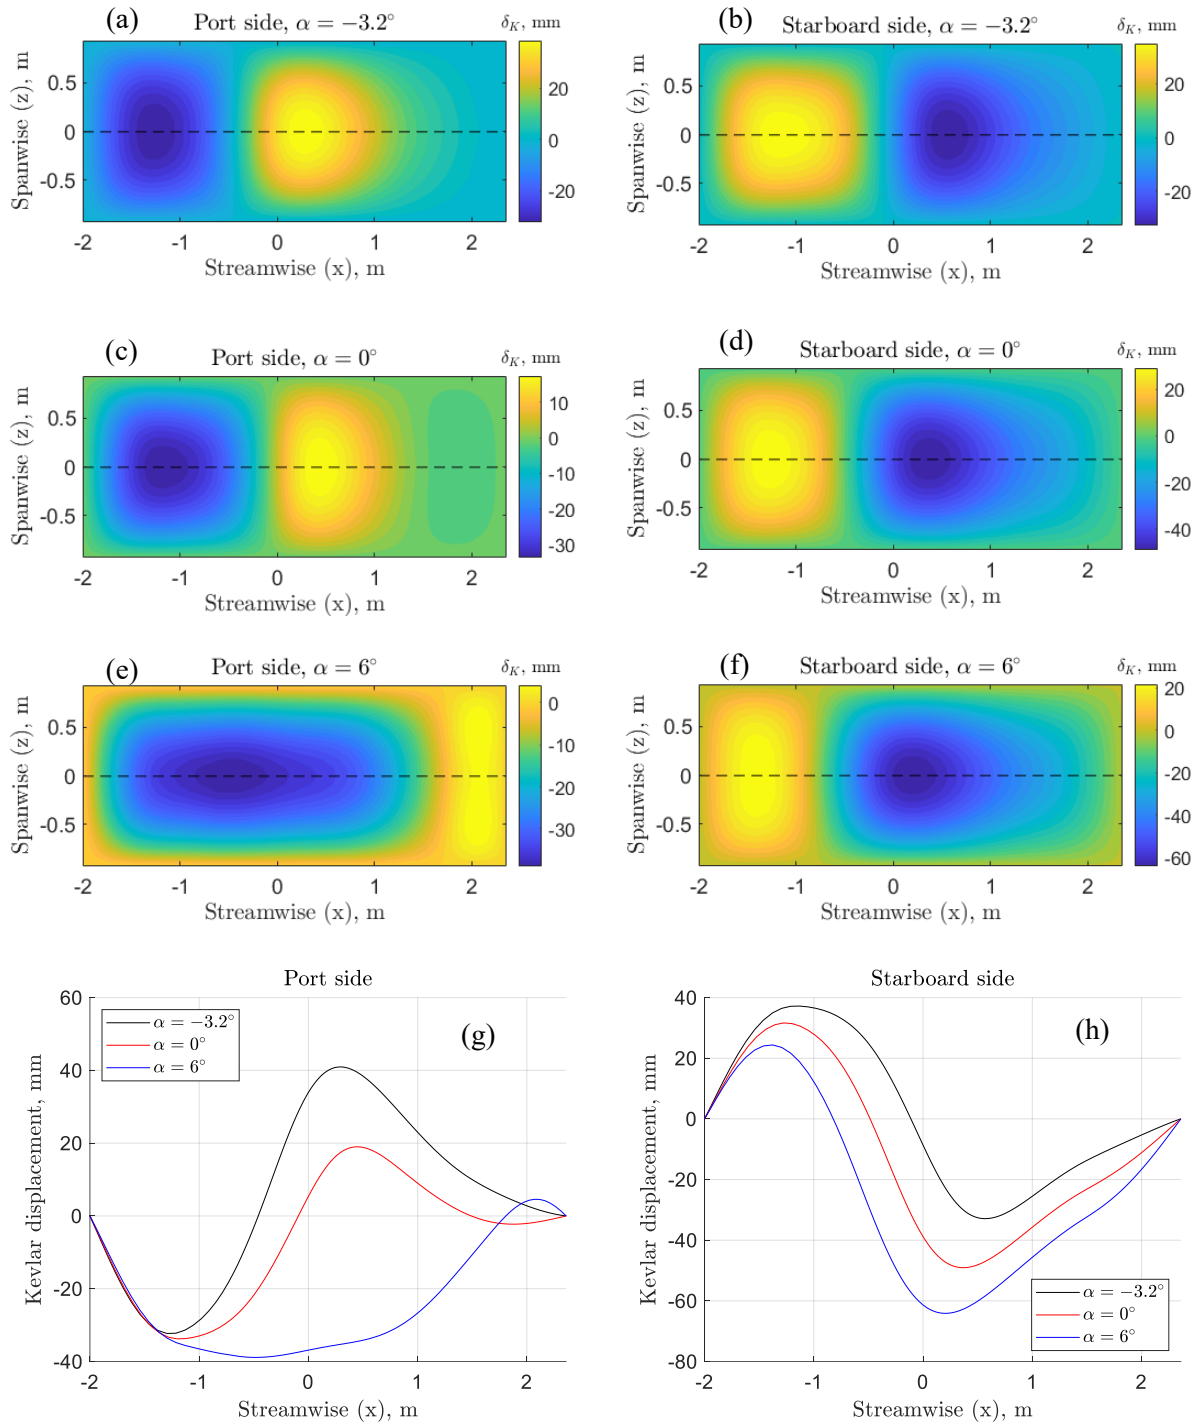 (a)
Port side, α = −3.2°
δK, mm
Spanwise (z), m
0.5
0
-0.5
20
0
-20
-2
-1
0
1
2
Streamwise (x), m
(b)
Starboard side, α = −3.2°
δK, mm
Spanwise (z), m
0.5
0
-0.5
20
0
-20
-2
-1
0
1
2
Streamwise (x), m
(c)
Port side, α = 0°
δK, mm
Spanwise (z), m
0.5
0
-0.5
10
0
-10
-20
-30
-2
-1
0
1
2
Streamwise (x), m
(d)
Starboard side, α = 0°
δK, mm
Spanwise (z), m
0.5
0
-0.5
20
0
-20
-40
-2
-1
0
1
2
Streamwise (x), m
(e)
Port side, α = 6°
δK, mm
Spanwise (z), m
0.5
0
-0.5
0
-10
-20
-30
-2
-1
0
1
2
Streamwise (x), m
(f)
Starboard side, α = 6°
δK, mm
Spanwise (z), m
0.5
0
-0.5
20
0
-20
-40
-60
-2
-1
0
1
2
Streamwise (x), m
Port side
(g)
α = −3.2°
α = 0°
α = 6°
Kevlar displacement, mm
60
40
20
0
-20
-40
-2
-1
0
1
2
Streamwise (x), m
Starboard side
(h)
Kevlar displacement, mm
40
20
0
-20
-40
-60
-80
α = −3.2°
α = 0°
α = 6°
-2
-1
0
1
2
Streamwise (x), m